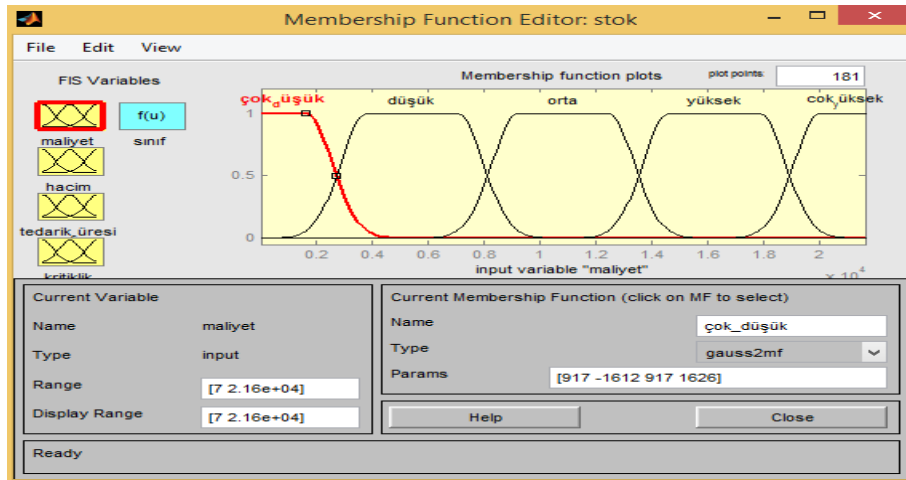 Membership Function Editor: stok
File Edit View
FIS Variables
Membership function plots
plot points:
181
f(u)
maliyet
sınıf
hacim
tedarik_üresi
kritiklik
çok_düşük
düşük
orta
yüksek
cok_yüksek
1
0.5
0
0.2 0.4 0.6 0.8 1 1.2 1.4 1.6 1.8 2
input variable "maliyet"
× 10^4
Current Variable
Name maliyet
Type input
Range [7 2.16e+04]
Display Range [7 2.16e+04]
Current Membership Function (click on MF to select)
Name çok_düşük
Type gauss2mf
Params [917 -1612 917 1626]
Help Close
Ready